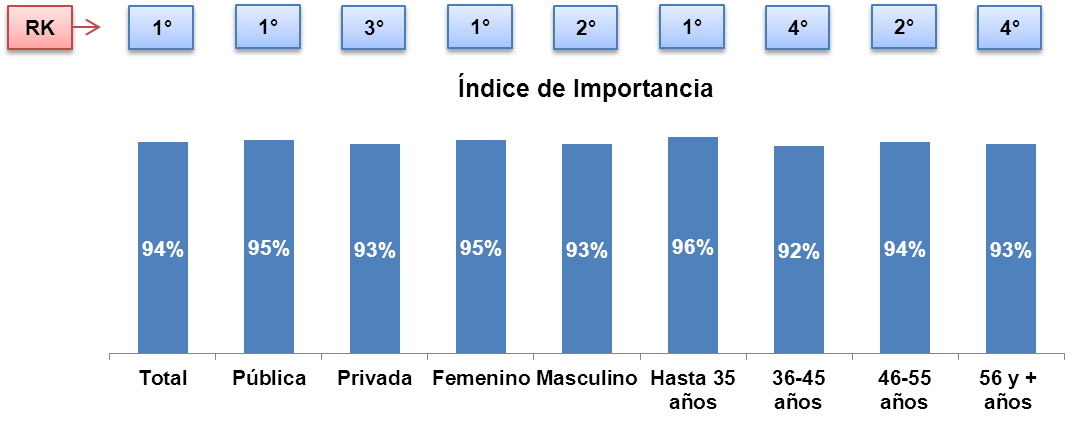 RK 1° 1° 3° 1° 2° 1° 4° 2° 4°
Índice de Importancia
94% 95% 93% 95% 93% 96% 92% 94% 93%
Total Pública Privada Femenino Masculino Hasta 35 36-45 46-55 56 y +
años años años años